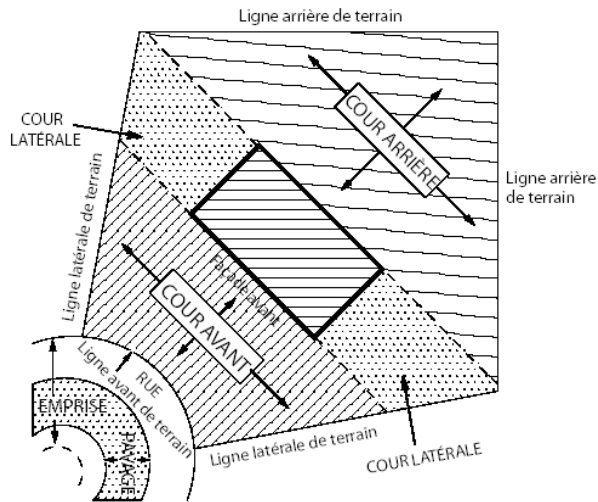 Ligne arrière de terrain
COUR
LATÉRALE
COUR ARRIÈRE
Ligne arrière
de terrain
Ligne latérale de terrain
Façade avant
COUR AVANT
RUE
Ligne avant de terrain
EMPRISE
PAVAGE
Ligne latérale de terrain
COUR LATÉRALE